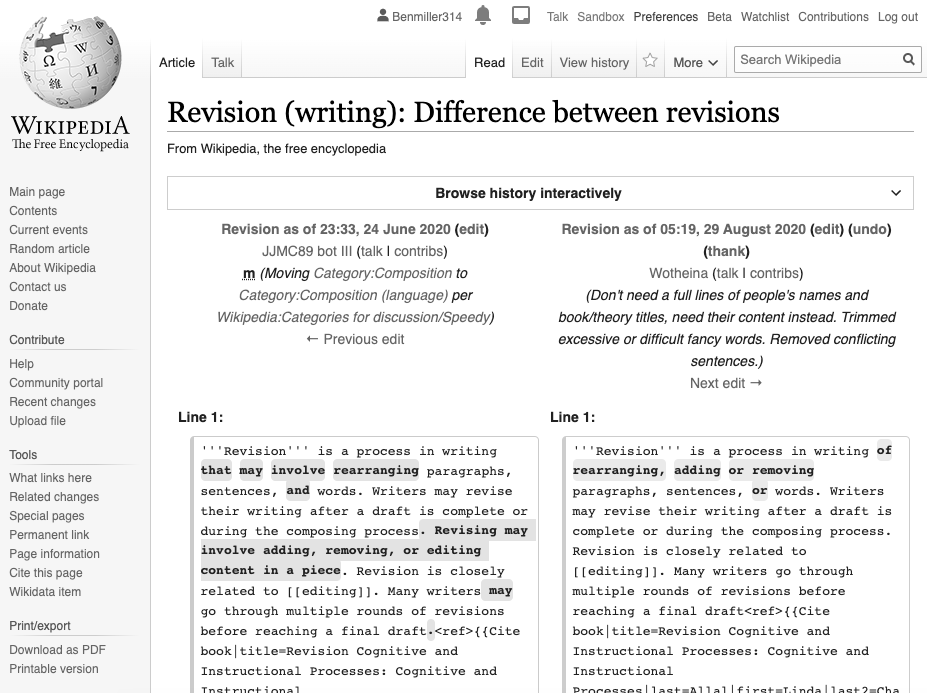 Benmiller314 Talk Sandbox Preferences Beta Watchlist Contributions Log out
Article Talk Read Edit View history More Search Wikipedia
WIKIPEDIA
The Free Encyclopedia
Main page
Contents
Current events
Random article
About Wikipedia
Contact us
Donate
Contribute
Help
Community portal
Recent changes
Upload file
Tools
What links here
Related changes
Special pages
Permanent link
Page information
Cite this page
Wikidata item
Print/export
Download as PDF
Printable version
Revision (writing): Difference between revisions
From Wikipedia, the free encyclopedia
Browse history interactively
Revision as of 23:33, 24 June 2020 (edit)
JJMC89 bot III (talk | contribs)
m (Moving Category:Composition to
Category:Composition (language) per
Wikipedia:Categories for discussion/Speedy)
← Previous edit
Revision as of 05:19, 29 August 2020 (edit) (undo)
(thank)
Wotheina (talk | contribs)
(Don't need a full lines of people's names and
book/theory titles, need their content instead. Trimmed
excessive or difficult fancy words. Removed conflicting
sentences.)
Next edit →
Line 1:
'''Revision''' is a process in writing
that may involve rearranging paragraphs,
sentences, and words. Writers may revise
their writing after a draft is complete or
during the composing process. Revising may
involve adding, removing, or editing
content in a piece. Revision is closely
related to [[editing]]. Many writers may
go through multiple rounds of revisions
before reaching a final draft.<ref>{{Cite
book|title=Revision Cognitive and
Instructional Processes: Cognitive and
Instructional
Line 1:
'''Revision''' is a process in writing of
rearranging, adding or removing
paragraphs, sentences, or words. Writers
may revise their writing after a draft is
complete or during the composing process.
Revision is closely related to
[[editing]]. Many writers go through
multiple rounds of revisions before
reaching a final draft<ref>{{Cite
book|title=Revision Cognitive and
Instructional Processes: Cognitive and
Instructional
Processes|last=Allal|first=Linda|last2=Cha